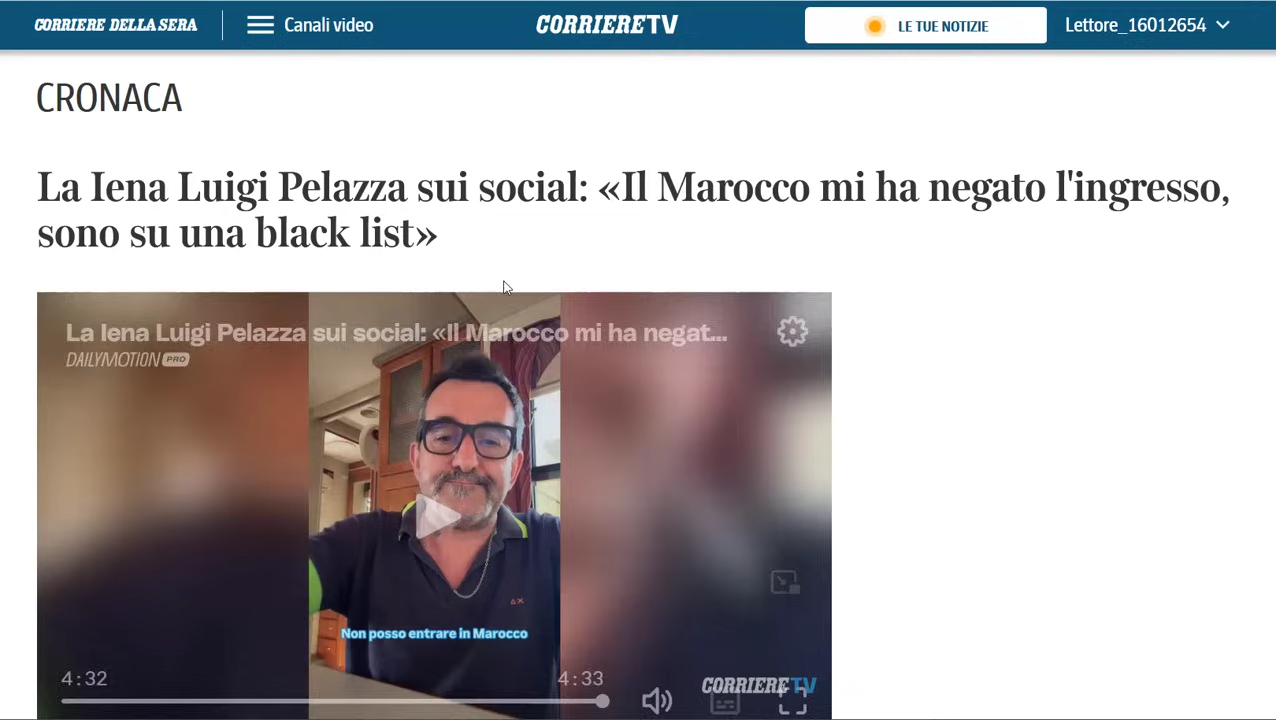 CORRIERE DELLA SERA
Canali video
CORRIERETV
LE TUE NOTIZIE
Lettore_16012654
CRONACA
La Iena Luigi Pelazza sui social: «Il Marocco mi ha negato l'ingresso,
sono su una black list»
La Iena Luigi Pelazza sui social: «Il Marocco mi ha negat...
DAILYMOTION PRO
Non posso entrare in Marocco
4:32
4:33
CORRIERETV